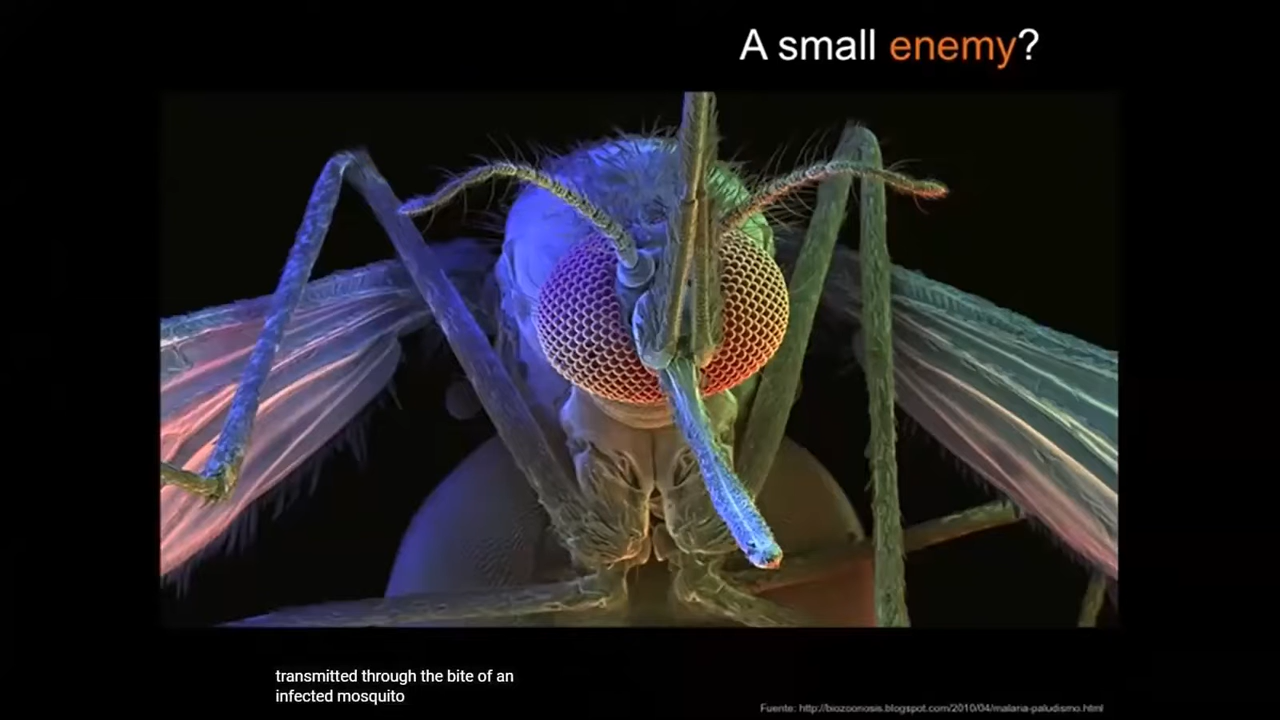 A small enemy?
transmitted through the bite of an
infected mosquito
Fuente: http://biozoonosis.blogspot.com/2010/04/malaria-paludismo.html